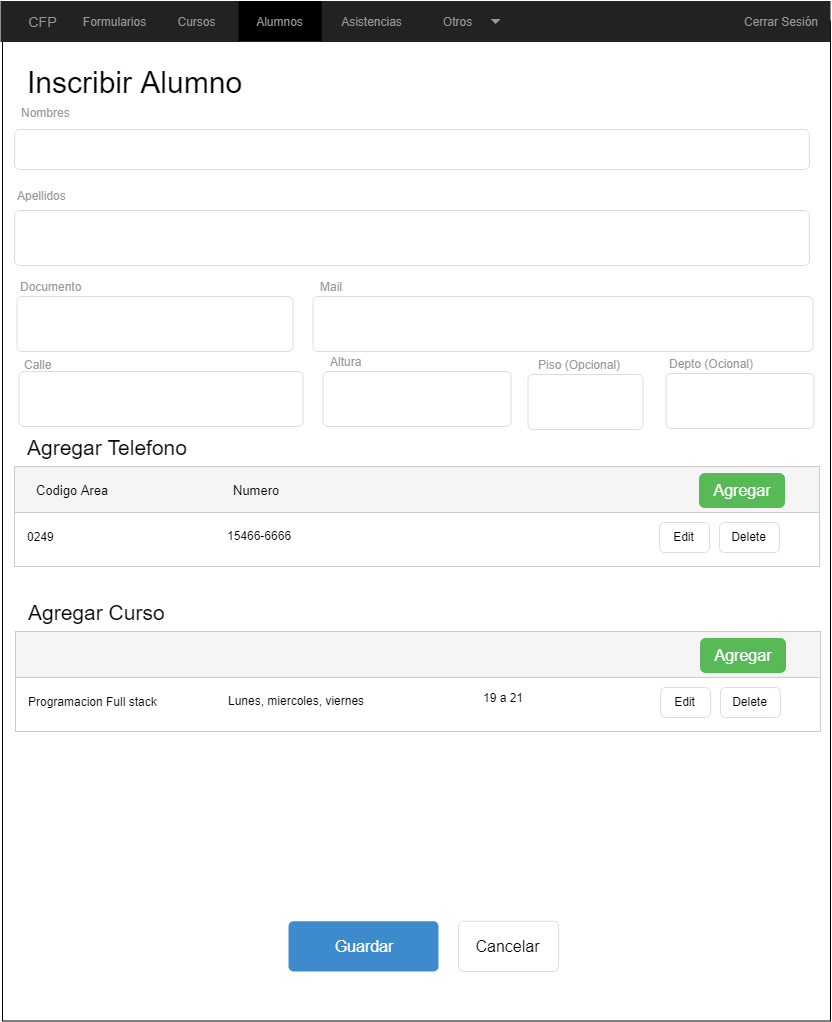 CFP Formularios Cursos Alumnos Asistencias Otros Cerrar Sesión
Inscribir Alumno
Nombres
Apellidos
Documento Mail
Calle Altura Piso (Opcional) Depto (Ocional)
Agregar Telefono
Codigo Area Numero Agregar
0249 15466-6666 Edit Delete
Agregar Curso
Agregar
Programacion Full stack Lunes, miercoles, viernes 19 a 21 Edit Delete
Guardar Cancelar